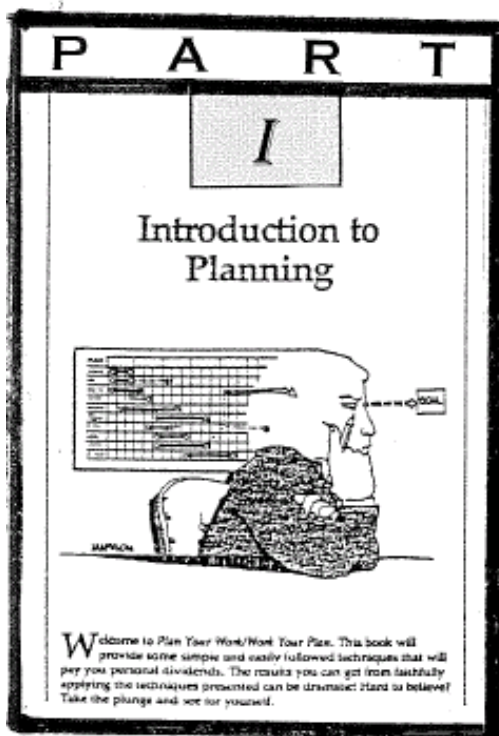 PART
I
Introduction to
Planning
GOAL
Welcome to Plan Your Work/Work Your Plan. This book will
provide some simple and easily followed techniques that will
pay you personal dividends. The results you can get from faithfully
applying the techniques presented can be dramatic! Hard to believe?
Take the plunge and see for yourself.